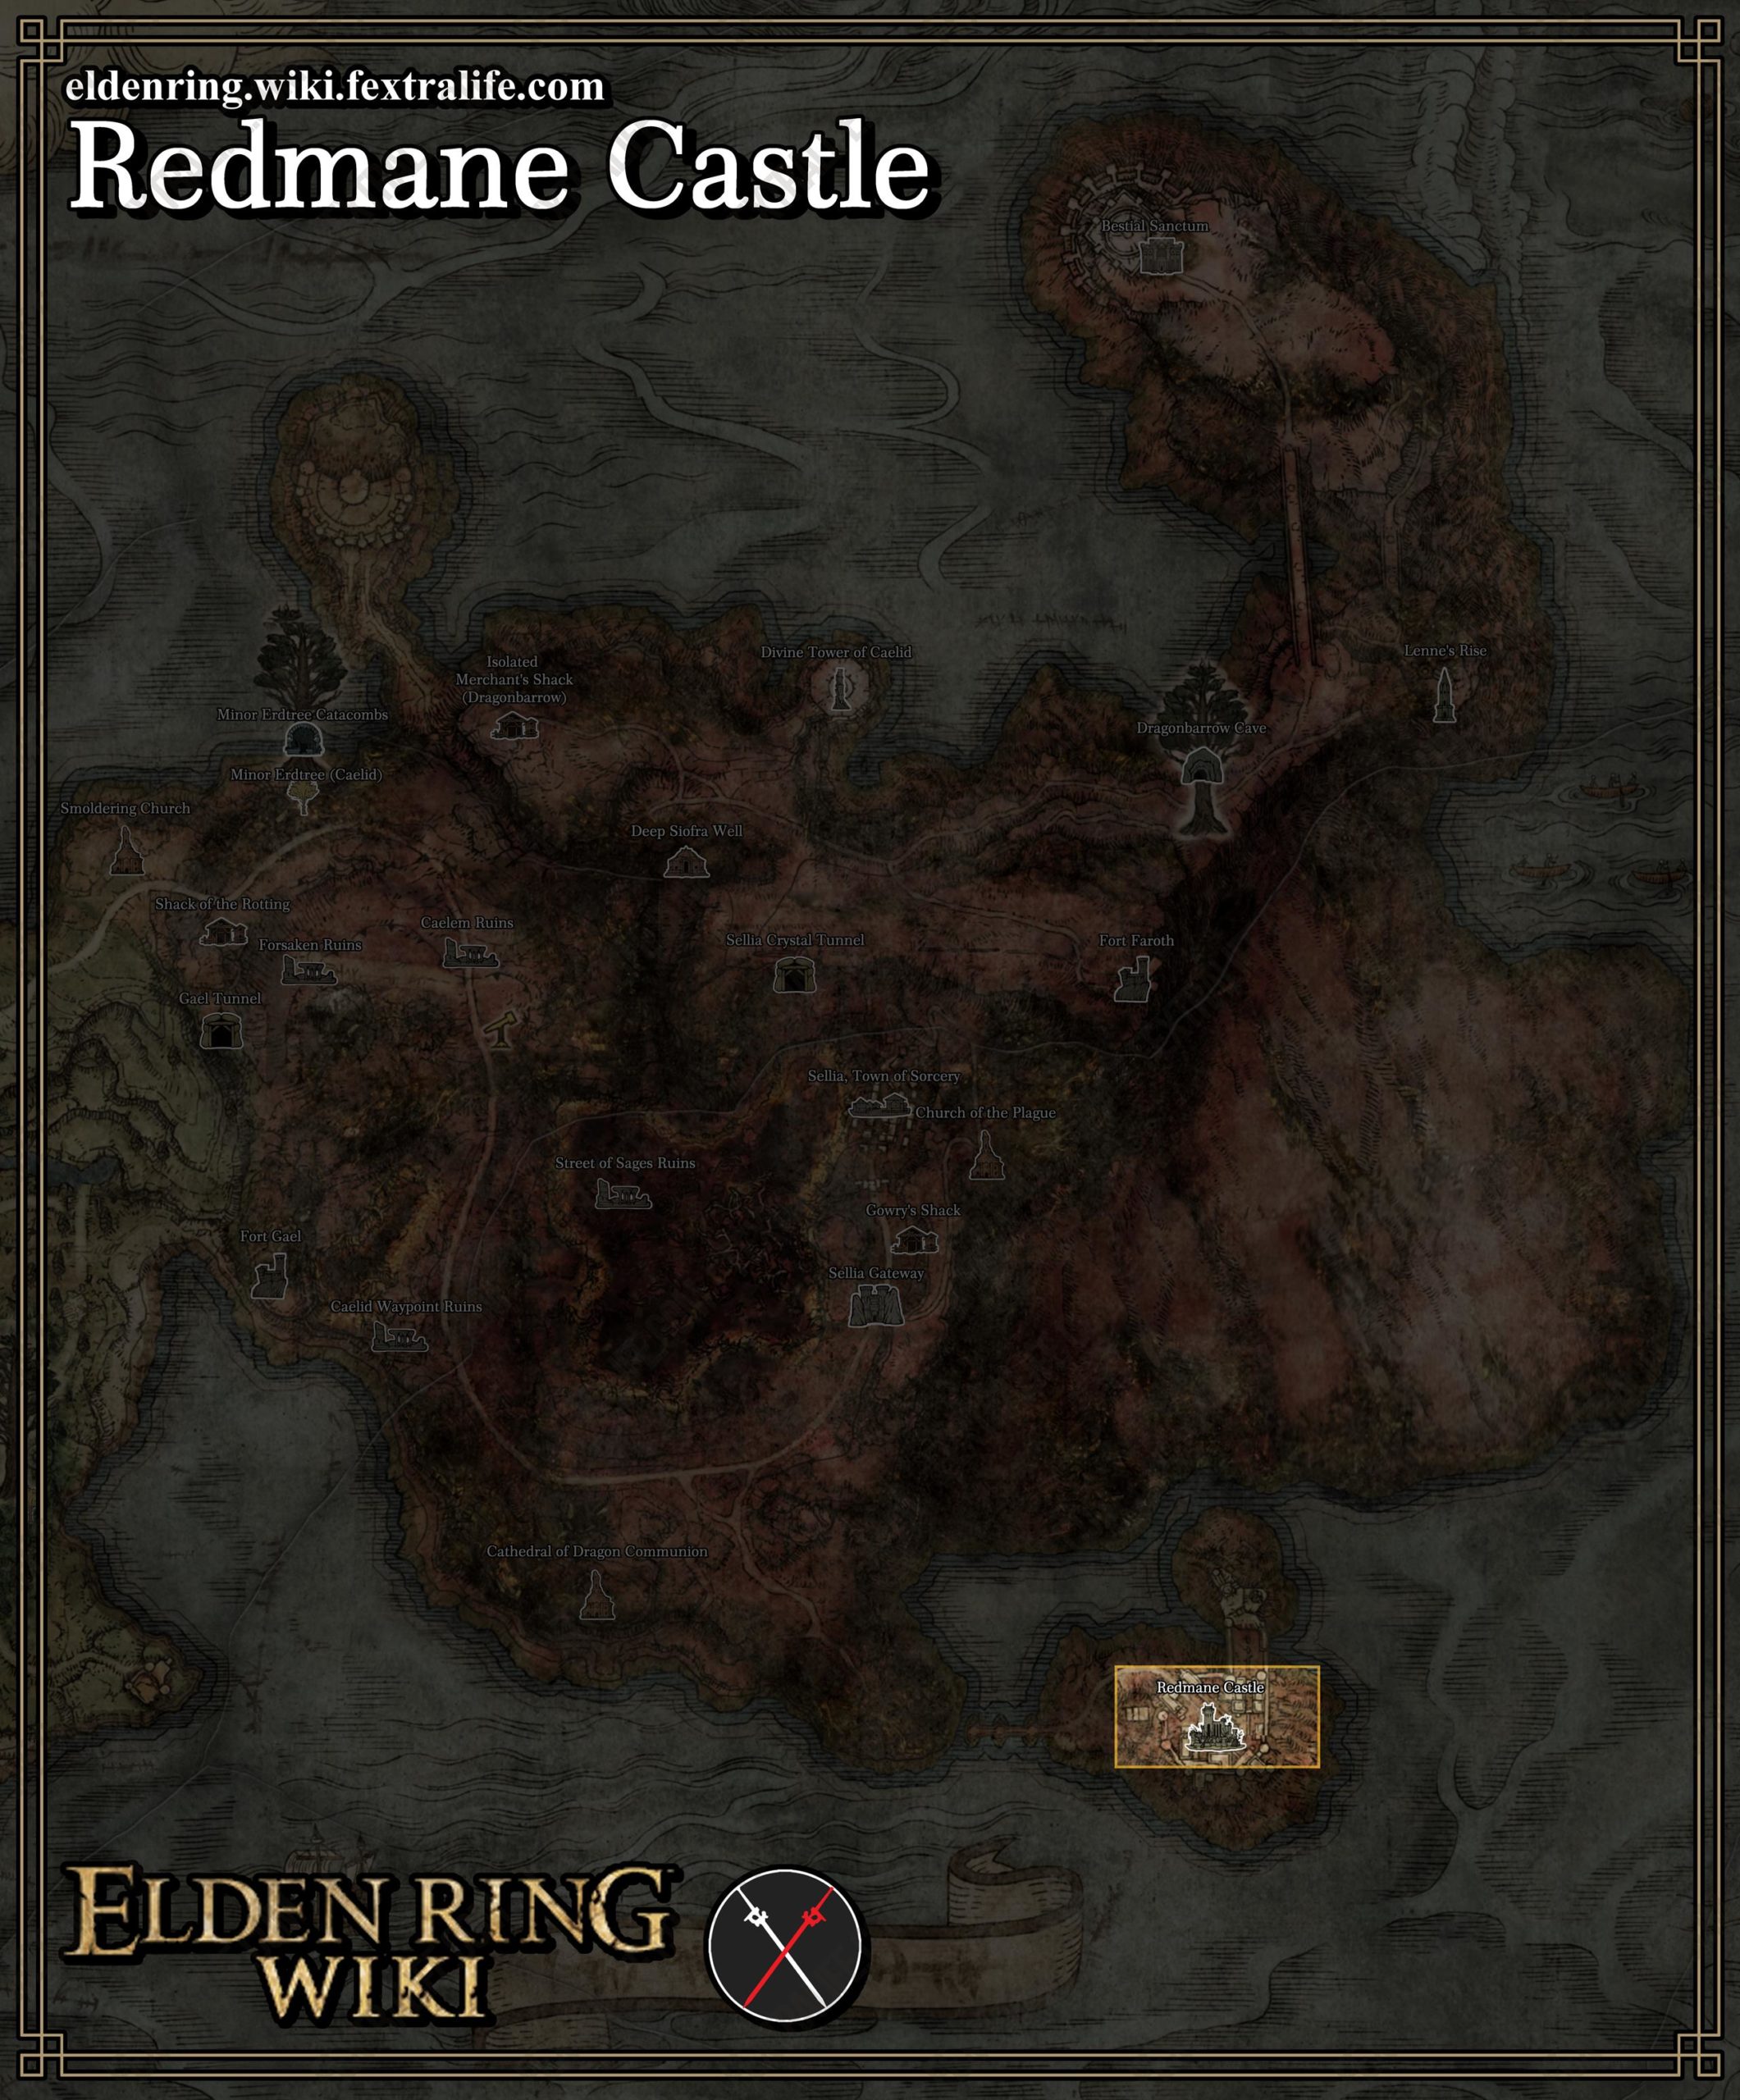 eldenring.wiki.fextralife.com
Redmane Castle
Bestial Sanctum
Isolated
Merchant's Shack
(Dragonbarrow)
Divine Tower of Caelid
Lenne's Rise
Minor Erdtree Catacombs
Dragonbarrow Cave
Minor Erdtree (Caelid)
Smoldering Church
Deep Siofra Well
Shack of the Rotting
Caelem Ruins
Forsaken Ruins
Sellia Crystal Tunnel
Fort Faroth
Gael Tunnel
Sellia, Town of Sorcery
Church of the Plague
Street of Sages Ruins
Gowry's Shack
Fort Gael
Sellia Gateway
Caelid Waypoint Ruins
Cathedral of Dragon Communion
Redmane Castle
ELDEN RING
WIKI